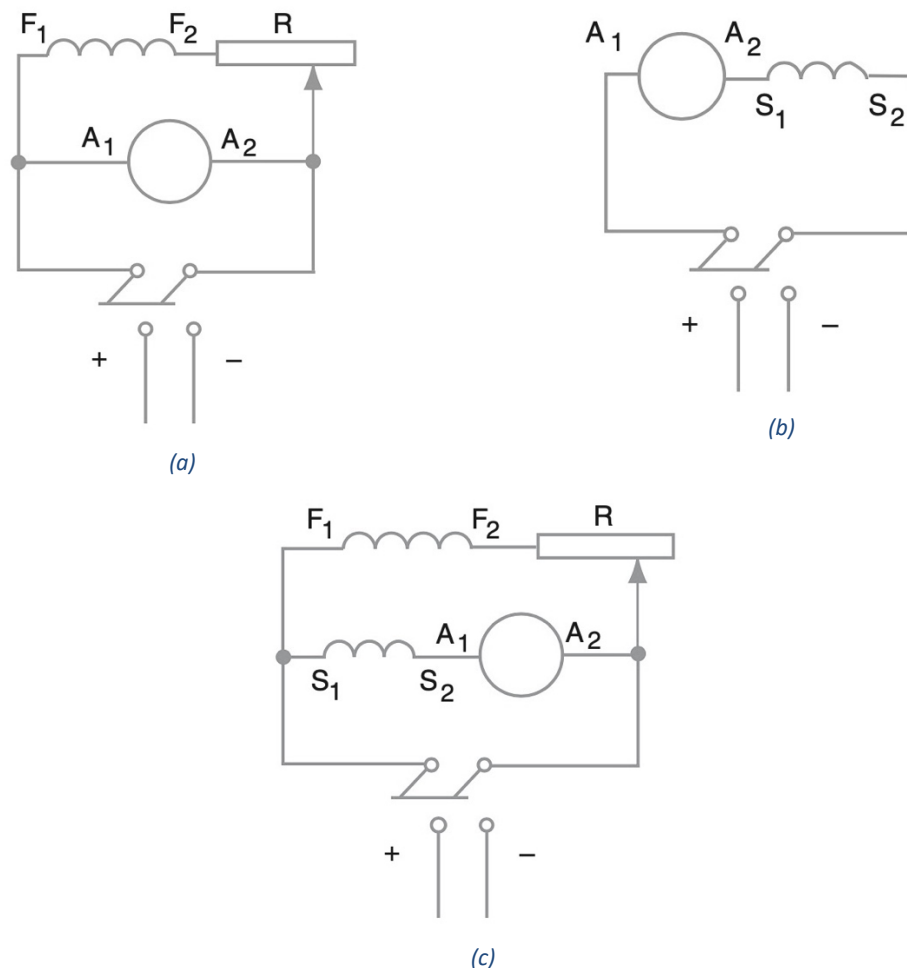 F1 F2 R
A1 A2
+ –
(a)
A1 A2
S1 S2
+ –
(b)
F1 F2 R
A1 A2
S1 S2
+ –
(c)